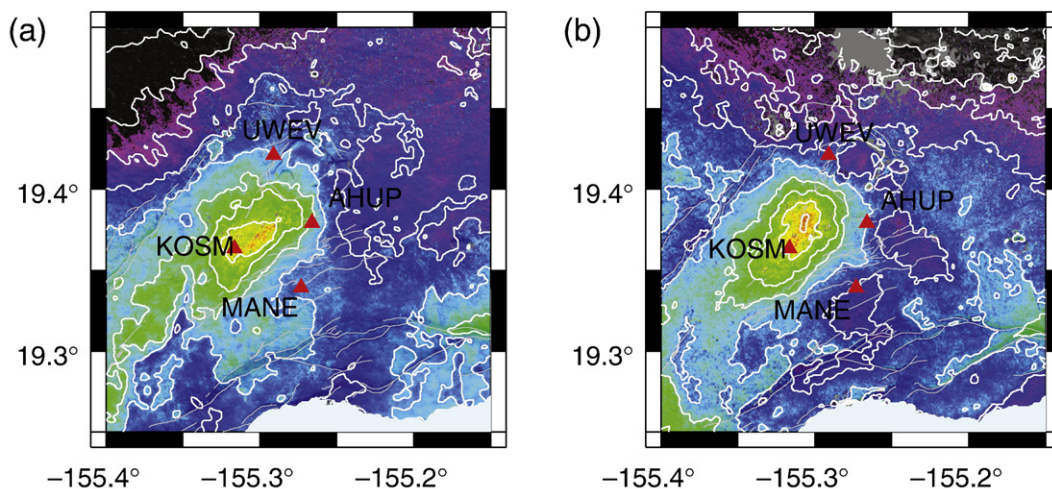 (a)
(b)
UWEV
UWEV
19.4°
AHUP
19.4°
AHUP
KOSM
KOSM
MANE
MANE
19.3°
19.3°
−155.4°
−155.3°
−155.2°
−155.4°
−155.3°
−155.2°